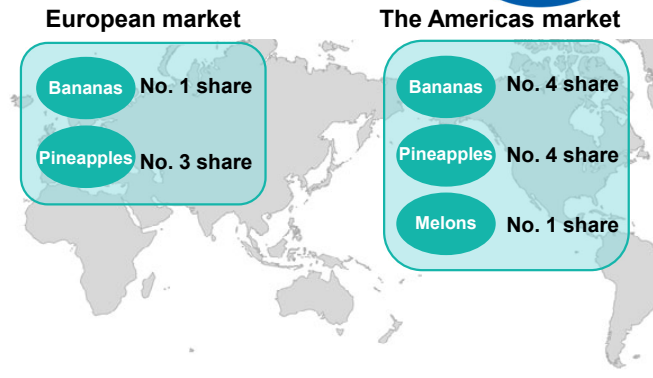 European market
Bananas No. 1 share
Pineapples No. 3 share
The Americas market
Bananas No. 4 share
Pineapples No. 4 share
Melons No. 1 share